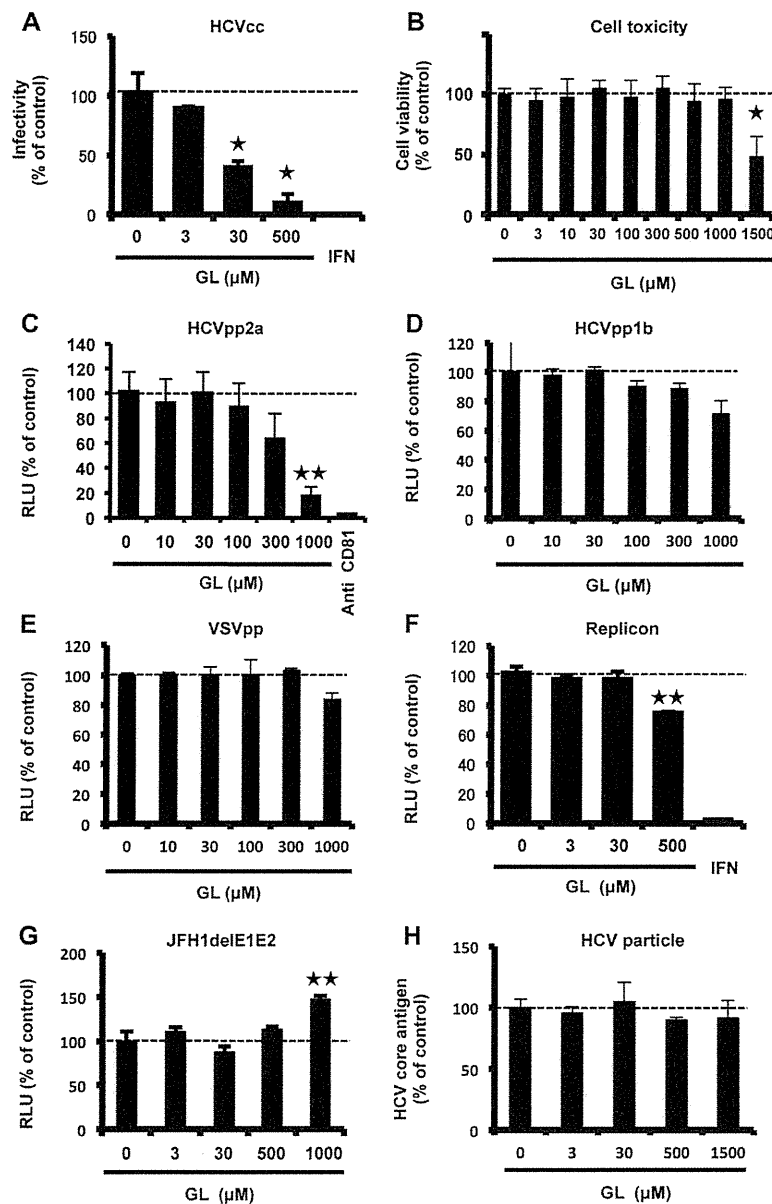 A
HCVcc
Infectivity
(% of control)
150
100
50
0
0 3 30 500 IFN
GL (µM)
B
Cell toxicity
Cell viability
(% of control)
150
100
50
0
0 3 10 30 100 300 500 1000 1500
GL (µM)
C
HCVpp2a
RLU (% of control)
140
120
100
80
60
40
20
0
0 10 30 100 300 1000 Anti CD81
GL (µM)
D
HCVpp1b
RLU (% of control)
120
100
80
60
40
20
0
0 10 30 100 300 1000
GL (µM)
E
VSVpp
RLU (% of control)
120
100
80
60
40
20
0
0 10 30 100 300 1000
GL (µM)
F
Replicon
RLU (% of control)
120
100
80
60
40
20
0
0 3 30 500 IFN
GL (µM)
G
JFH1delE1E2
RLU (% of control)
200
150
100
50
0
0 3 30 500 1000
GL (µM)
H
HCV particle
HCV core antigen
(% of control)
150
100
50
0
0 3 30 500 1500
GL (µM)